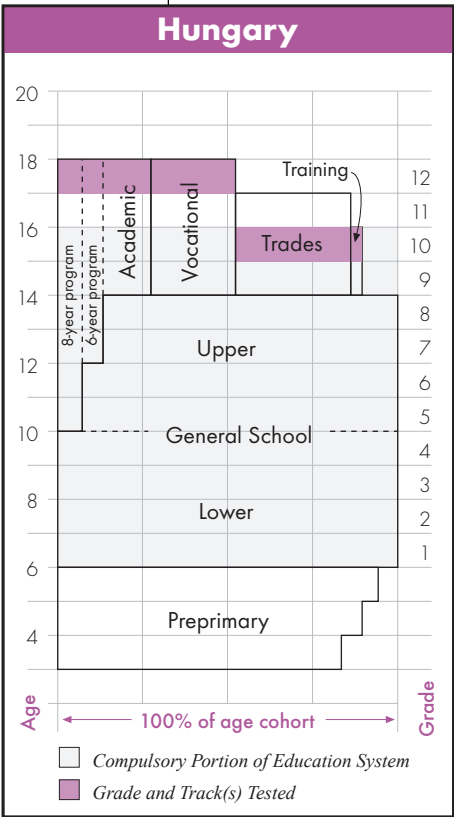 Hungary
20
18
16
14
12
10
8
6
4
Age
12
11
10
9
8
7
6
5
4
3
2
1
Grade
8-year program
6-year program
Academic
Vocational
Training
Trades
Upper
General School
Lower
Preprimary
100% of age cohort
Compulsory Portion of Education System
Grade and Track(s) Tested